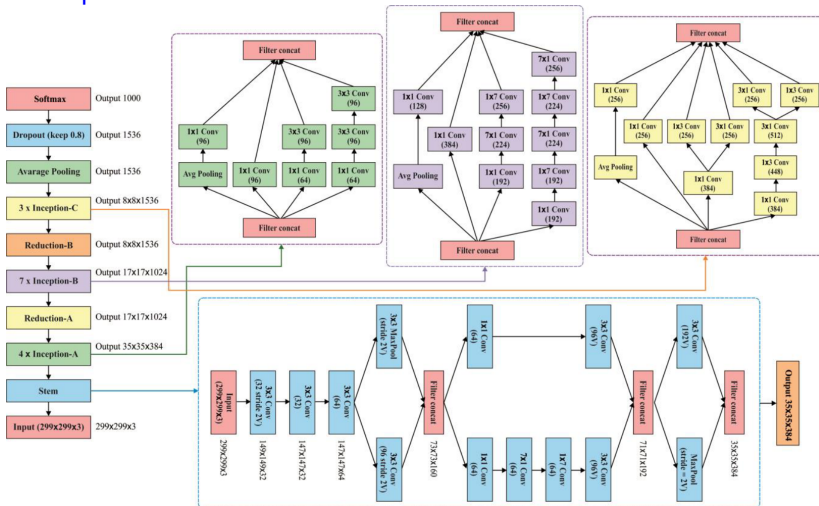 Softmax
Output 1000
Dropout (keep 0.8)
Output 1536
Avarage Pooling
Output 1536
3 x Inception-C
Output 8x8x1536
Reduction-B
Output 8x8x1536
7 x Inception-B
Output 17x17x1024
Reduction-A
Output 17x17x1024
4 x Inception-A
Output 35x35x384
Stem
Input (299x299x3)
299x299x3
Filter concat
3x3 Conv
(96)
1x1 Conv
(96)
3x3 Conv
(96)
3x3 Conv
(96)
Avg Pooling
1x1 Conv
(96)
1x1 Conv
(64)
1x1 Conv
(64)
Filter concat
Filter concat
7x1 Conv
(256)
1x1 Conv
(128)
1x7 Conv
(256)
1x7 Conv
(224)
1x1 Conv
(384)
7x1 Conv
(224)
7x1 Conv
(224)
Avg Pooling
1x1 Conv
(192)
1x7 Conv
(192)
1x1 Conv
(192)
Filter concat
Filter concat
1x1 Conv
(256)
3x1 Conv
(256)
1x3 Conv
(256)
1x1 Conv
(256)
1x3 Conv
(256)
3x1 Conv
(256)
3x1 Conv
(512)
Avg Pooling
1x3 Conv
(448)
1x1 Conv
(384)
1x1 Conv
(384)
Filter concat
Input
(299x299x3)
299x299x3
3x3 Conv
(32 stride 2V)
149x149x32
3x3 Conv
(32)
147x147x32
3x3 Conv
(64)
147x147x64
3x3 MaxPool
(stride 2V)
3x3 Conv
(96 stride 2V)
Filter concat
73x73x160
1x1 Conv
(64)
3x3 Conv
(96V)
1x1 Conv
(64)
7x1 Conv
(64)
1x7 Conv
(64)
3x3 Conv
(96V)
Filter concat
71x71x192
3x3 Conv
(192V)
MaxPool
(stride = 2V)
Filter concat
35x35x384
Output 35x35x384